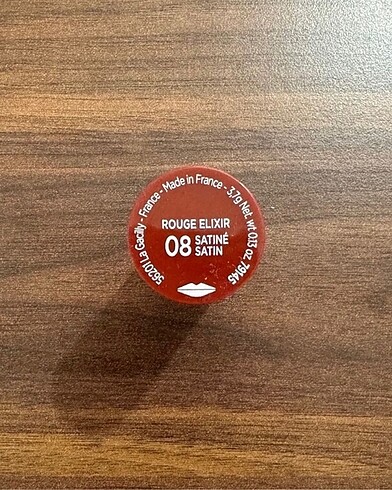 56201 La Gacilly - France - Made in France - 3,7g Net. wt 0.13 oz. 79145
ROUGE ELIXIR
08 SATINÉ
SATIN